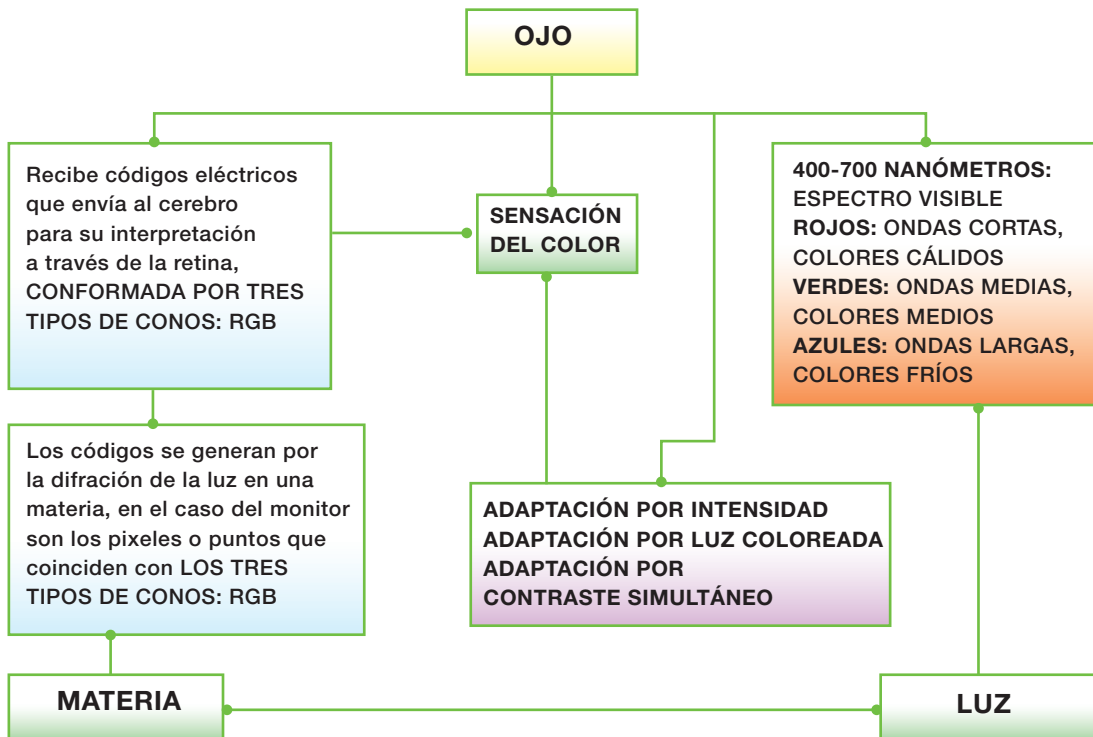 OJO
Recibe códigos eléctricos
que envía al cerebro
para su interpretación
a través de la retina,
CONFORMADA POR TRES
TIPOS DE CONOS: RGB
SENSACIÓN
DEL COLOR
400-700 NANÓMETROS:
ESPECTRO VISIBLE
ROJOS: ONDAS CORTAS,
COLORES CÁLIDOS
VERDES: ONDAS MEDIAS,
COLORES MEDIOS
AZULES: ONDAS LARGAS,
COLORES FRÍOS
Los códigos se generan por
la difracción de la luz en una
materia, en el caso del monitor
son los pixeles o puntos que
coinciden con LOS TRES
TIPOS DE CONOS: RGB
ADAPTACIÓN POR INTENSIDAD
ADAPTACIÓN POR LUZ COLOREADA
ADAPTACIÓN POR
CONTRASTE SIMULTÁNEO
MATERIA
LUZ